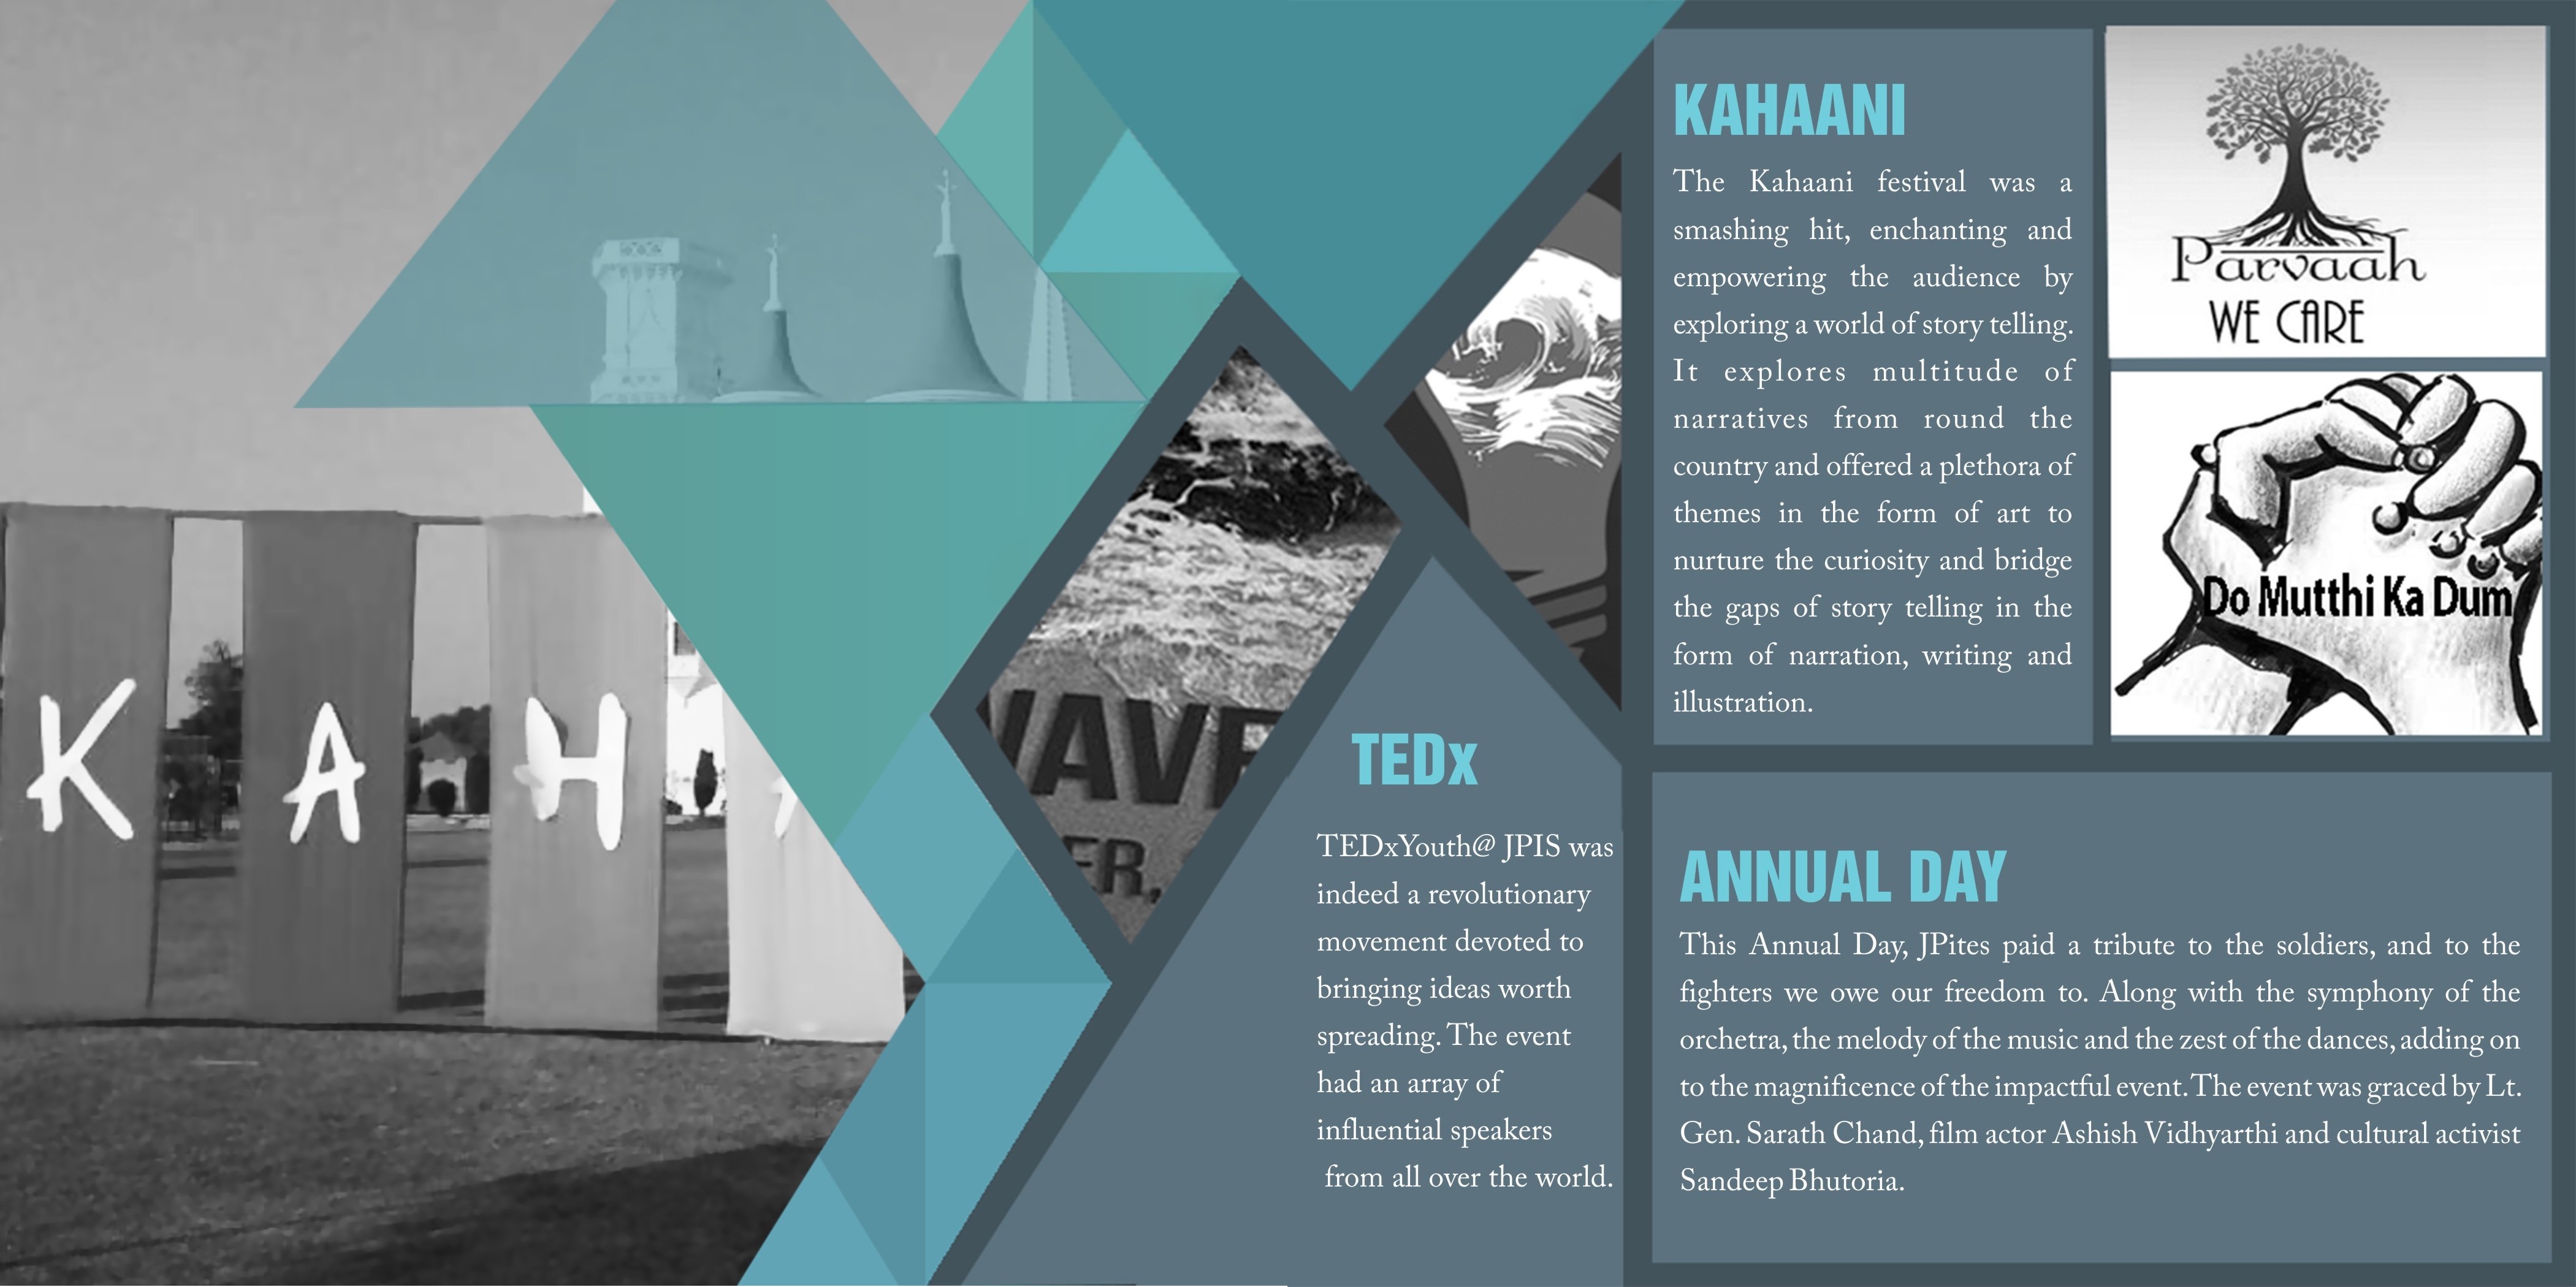 K A H
WAVE
ER,
TEDx
TEDxYouth@ JPIS was
indeed a revolutionary
movement devoted to
bringing ideas worth
spreading. The event
had an array of
influential speakers
from all over the world.
KAHAANI
The Kahaani festival was a
smashing hit, enchanting and
empowering the audience by
exploring a world of story telling.
It explores multitude of
narratives from round the
country and offered a plethora of
themes in the form of art to
nurture the curiosity and bridge
the gaps of story telling in the
form of narration, writing and
illustration.
Parvaah
WE CARE
Do Mutthi Ka Dum
ANNUAL DAY
This Annual Day, JPites paid a tribute to the soldiers, and to the
fighters we owe our freedom to. Along with the symphony of the
orchetra, the melody of the music and the zest of the dances, adding on
to the magnificence of the impactful event. The event was graced by Lt.
Gen. Sarath Chand, film actor Ashish Vidhyarthi and cultural activist
Sandeep Bhutoria.